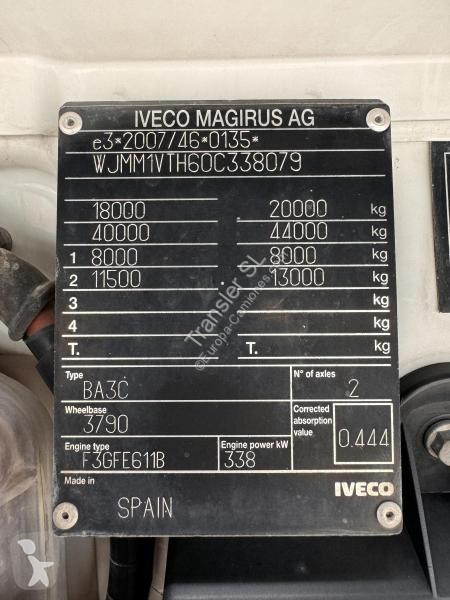 IVECO MAGIRUS AG
e3*2007/46*0135*
WJMM1VTH60C338079
18000 20000 kg
40000 44000 kg
1 8000 8000 kg
2 11500 13000 kg
3 kg
4 kg
T. T. kg
Type BA3C N° of axles 2
Wheelbase 3790 Corrected absorption value 0.444
Engine type F3GFE611B Engine power kW 338
Made in SPAIN IVECO
Transler SL
©Europa-Camiones.com